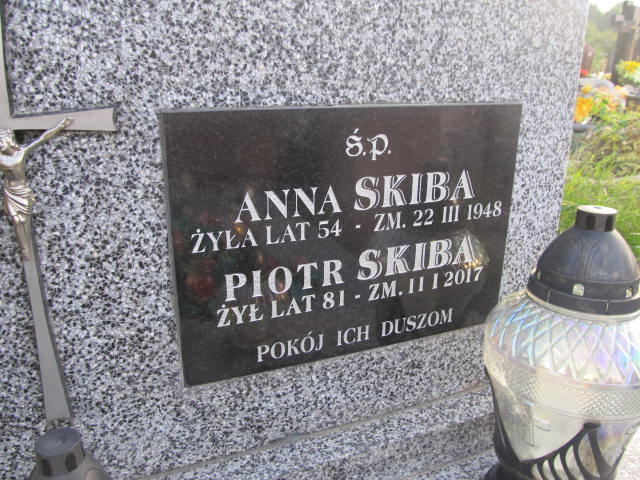 Ś.P.
ANNA SKIBA
ŻYŁA LAT 54 - ZM. 22 III 1948
PIOTR SKIBA
ŻYŁ LAT 81 - ZM. 11 I 2017
POKÓJ ICH DUSZOM